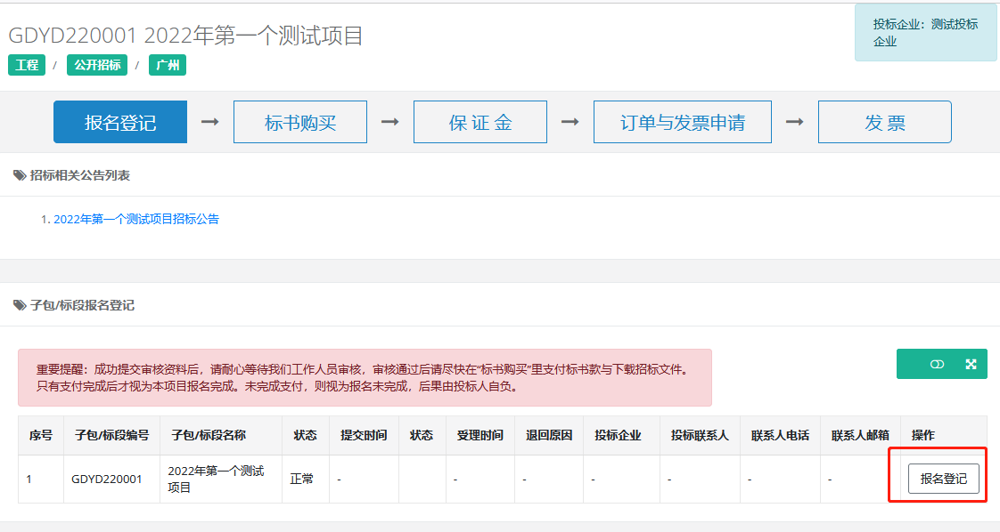 GDYD220001 2022年第一个测试项目
投标企业：测试投标
企业
工程 / 公开招标 / 广州
报名登记 → 标书购买 → 保 证 金 → 订单与发票申请 → 发 票
招标相关公告列表
1. 2022年第一个测试项目招标公告
子包/标段报名登记
重要提醒：成功提交审核资料后，请耐心等待我们工作人员审核，审核通过后请尽快在“标书购买”里支付标书款与下载招标文件。
只有支付完成后才视为本项目报名完成。未完成支付，则视为报名未完成，后果由投标人自负。
序号 子包/标段编号 子包/标段名称 状态 提交时间 状态 受理时间 退回原因 投标企业 投标联系人 联系人电话 联系人邮箱 操作
1 GDYD220001 2022年第一个测试 正常 - - - - - - - 报名登记
项目